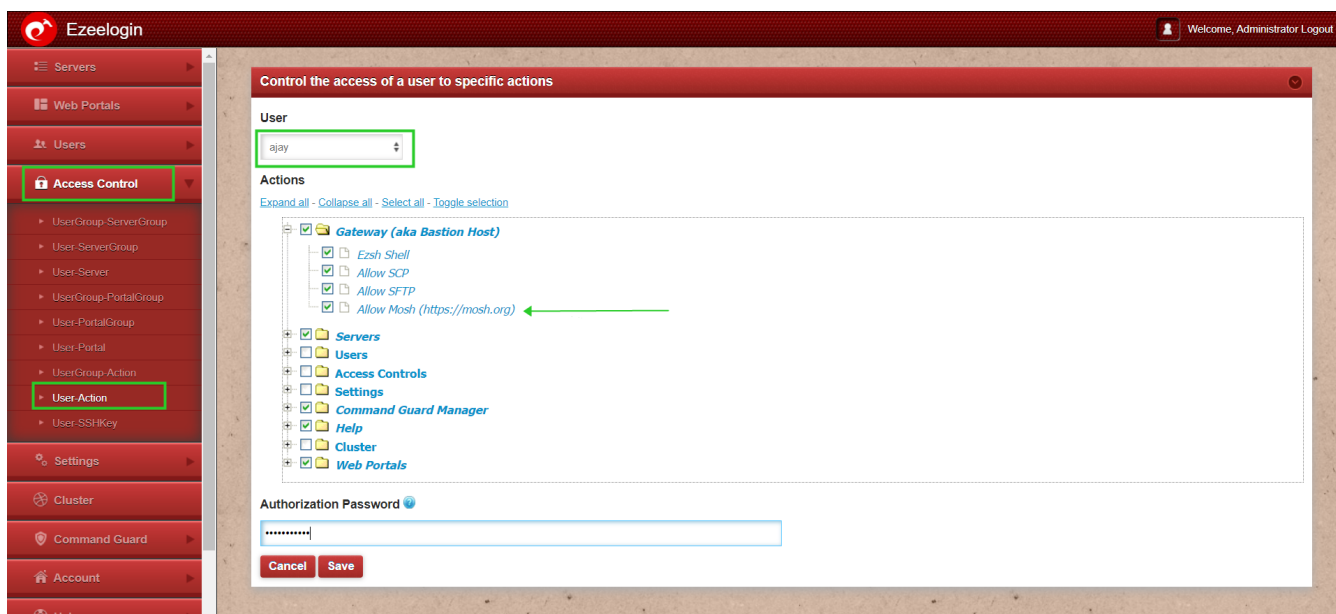 Ezeelogin
Welcome, Administrator Logout
Servers
Web Portals
Users
Access Control
UserGroup-ServerGroup
User-ServerGroup
User-Server
UserGroup-PortalGroup
User-PortalGroup
User-Portal
UserGroup-Action
User-Action
User-SSHKey
Settings
Cluster
Command Guard
Account
Control the access of a user to specific actions
User
ajay
Actions
Expand all - Collapse all - Select all - Toggle selection
Gateway (aka Bastion Host)
Ezsh Shell
Allow SCP
Allow SFTP
Allow Mosh (https://mosh.org)
Servers
Users
Access Controls
Settings
Command Guard Manager
Help
Cluster
Web Portals
Authorization Password
•••••••••••
Cancel Save